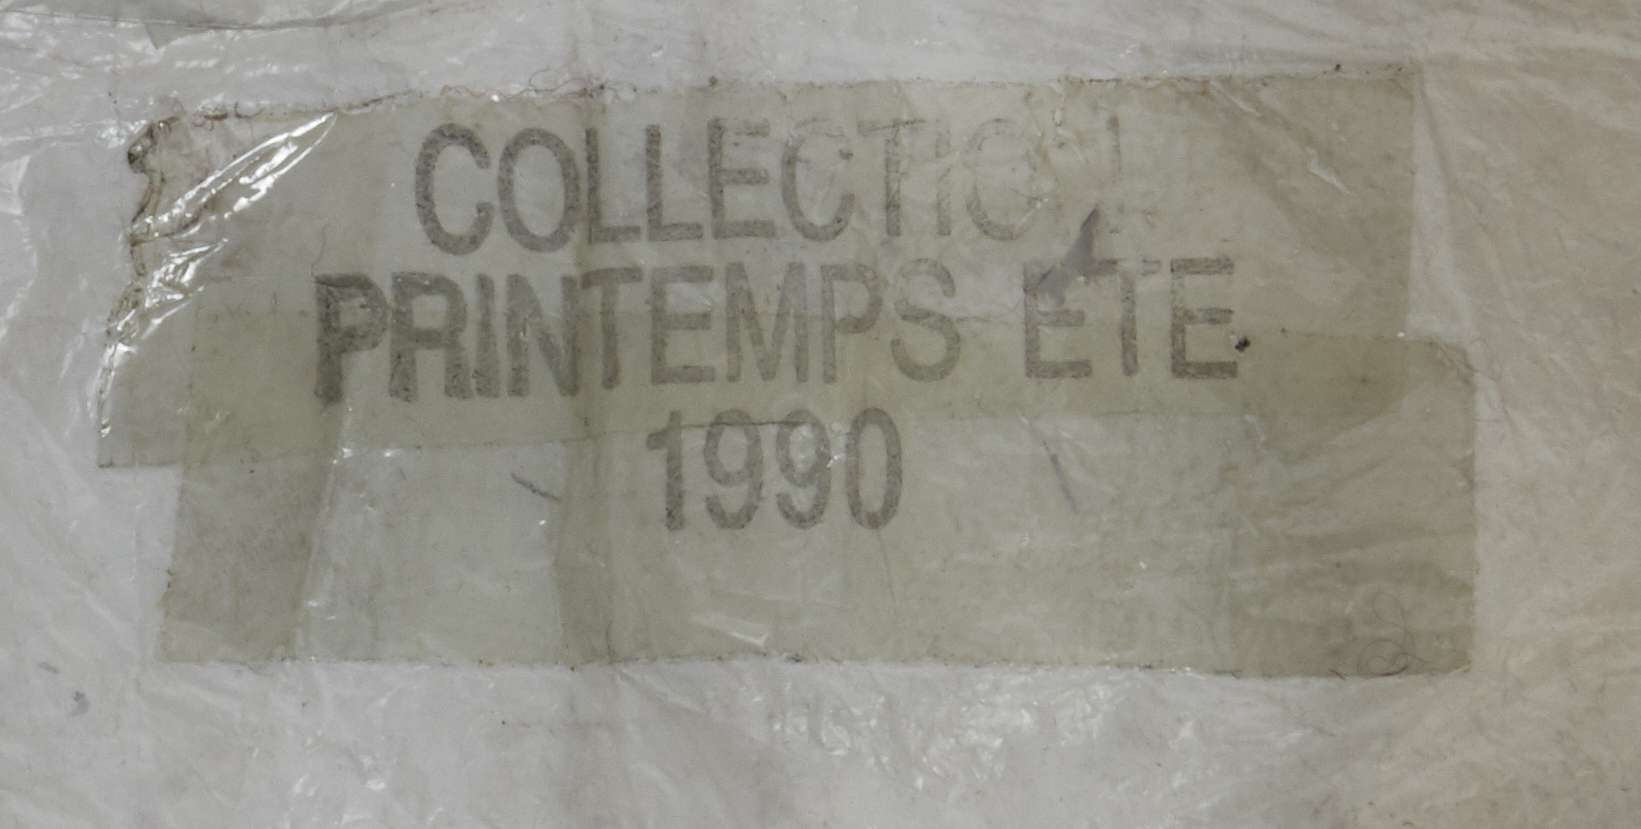 COLLECTION
PRINTEMPS ETE
1990